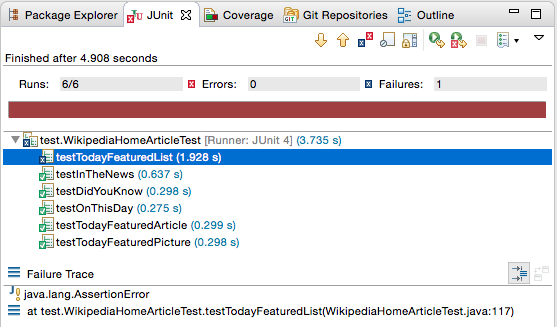 Package Explorer JUnit Coverage Git Repositories Outline
Finished after 4.908 seconds
Runs: 6/6 Errors: 0 Failures: 1
test.WikipediaHomeArticleTest [Runner: JUnit 4] (3.735 s)
testTodayFeaturedList (1.928 s)
testInTheNews (0.637 s)
testDidYouKnow (0.298 s)
testOnThisDay (0.275 s)
testTodayFeaturedArticle (0.299 s)
testTodayFeaturedPicture (0.298 s)
Failure Trace
java.lang.AssertionError
at test.WikipediaHomeArticleTest.testTodayFeaturedList(WikipediaHomeArticleTest.java:117)